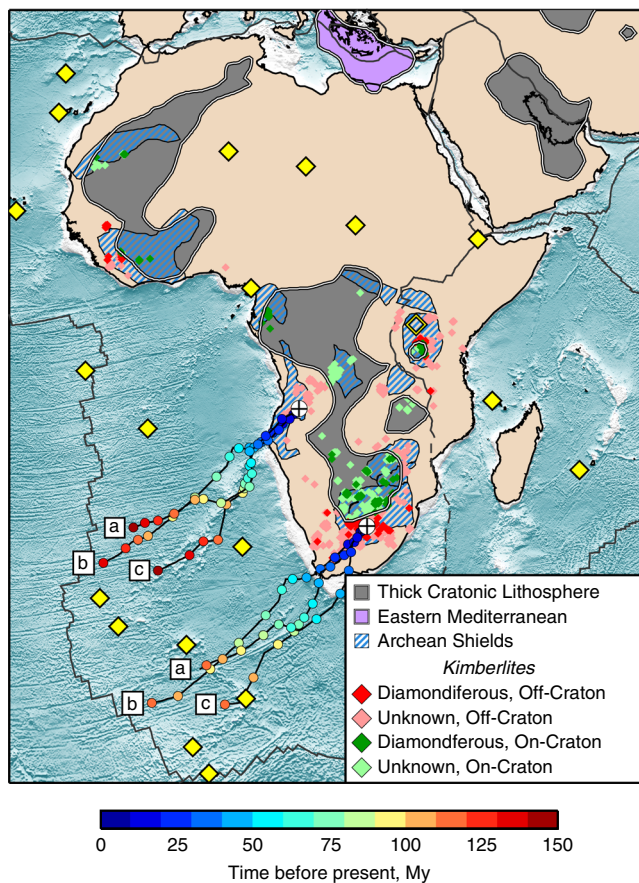 a
b
c
a
b
c
Thick Cratonic Lithosphere
Eastern Mediterranean
Archean Shields
Kimberlites
Diamondiferous, Off-Craton
Unknown, Off-Craton
Diamondferous, On-Craton
Unknown, On-Craton
0 25 50 75 100 125 150
Time before present, My